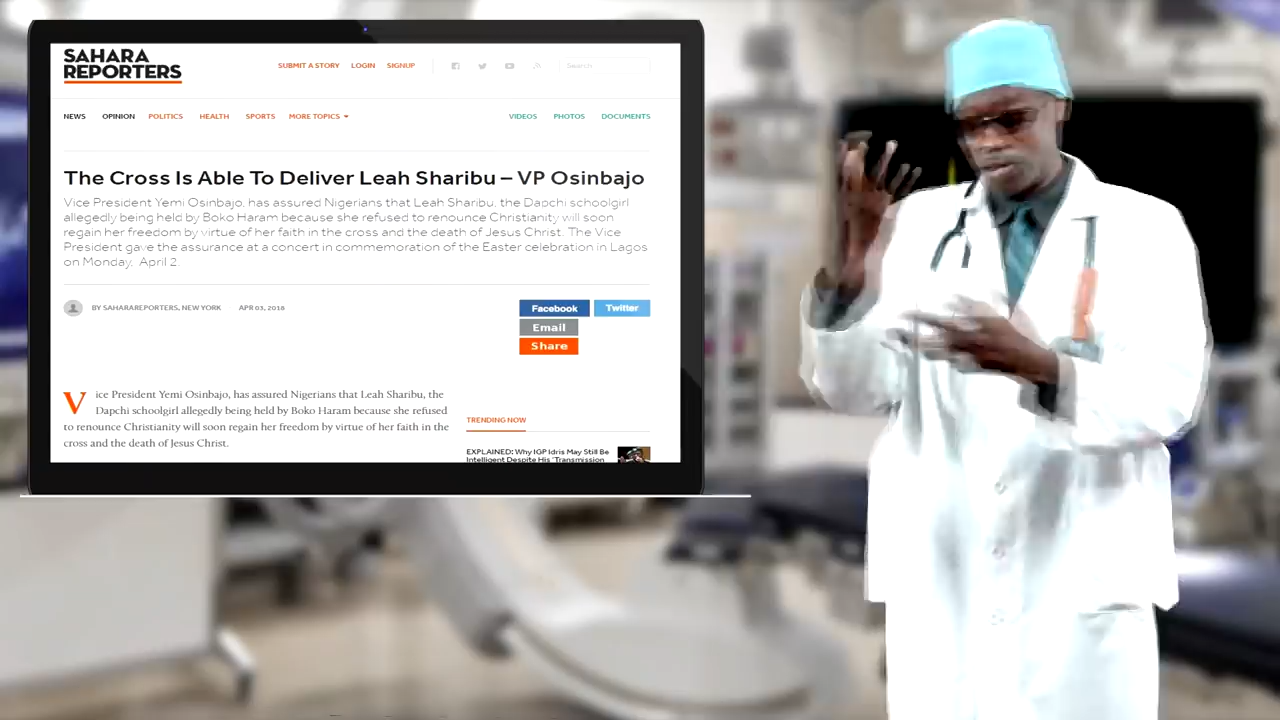 SAHARA
REPORTERS
SUBMIT A STORY LOGIN SIGNUP
Search
NEWS OPINION POLITICS HEALTH SPORTS MORE TOPICS VIDEOS PHOTOS DOCUMENTS
The Cross Is Able To Deliver Leah Sharibu – VP Osinbajo
Vice President Yemi Osinbajo, has assured Nigerians that Leah Sharibu, the Dapchi schoolgirl
allegedly being held by Boko Haram because she refused to renounce Christianity will soon
regain her freedom by virtue of her faith in the cross and the death of Jesus Christ. The Vice
President gave the assurance at a concert in commemoration of the Easter celebration in Lagos
on Monday, April 2.
BY SAHARAREPORTERS, NEW YORK APR 03, 2018
Facebook Twitter
Email
Share
Vice President Yemi Osinbajo, has assured Nigerians that Leah Sharibu, the
Dapchi schoolgirl allegedly being held by Boko Haram because she refused
to renounce Christianity will soon regain her freedom by virtue of her faith in the
cross and the death of Jesus Christ.
TRENDING NOW
EXPLAINED: Why IGP Idris May Still Be
Intelligent Despite His 'Transmission